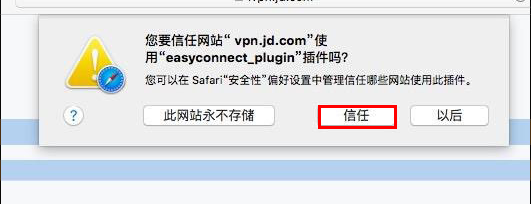 您要信任网站“ vpn.jd.com”使
用“easyconnect_plugin”插件吗?
您可以在 Safari“安全性”偏好设置中管理信任哪些网站使用此插件。
?
此网站永不存储
信任
以后